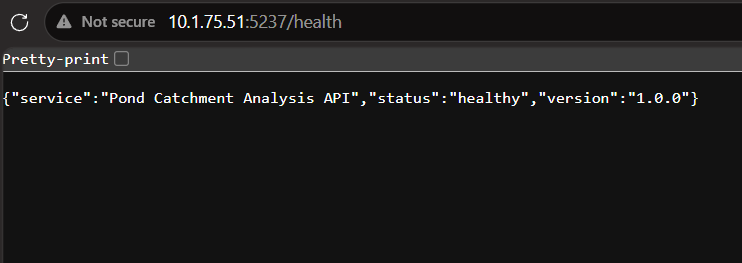 Not secure 10.1.75.51:5237/health
Pretty-print
{"service":"Pond Catchment Analysis API","status":"healthy","version":"1.0.0"}